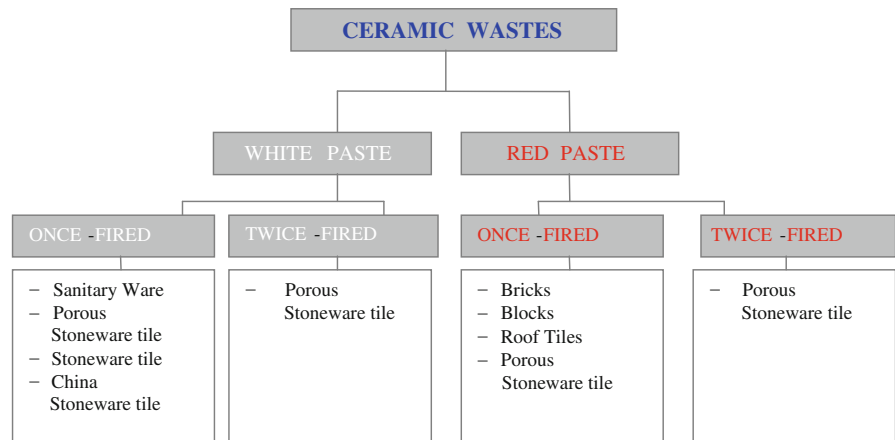 CERAMIC WASTES
WHITE PASTE
RED PASTE
ONCE -FIRED
TWICE -FIRED
ONCE -FIRED
TWICE -FIRED
– Sanitary Ware
– Porous
Stoneware tile
– Stoneware tile
– China
Stoneware tile
– Porous
Stoneware tile
– Bricks
– Blocks
– Roof Tiles
– Porous
Stoneware tile
– Porous
Stoneware tile